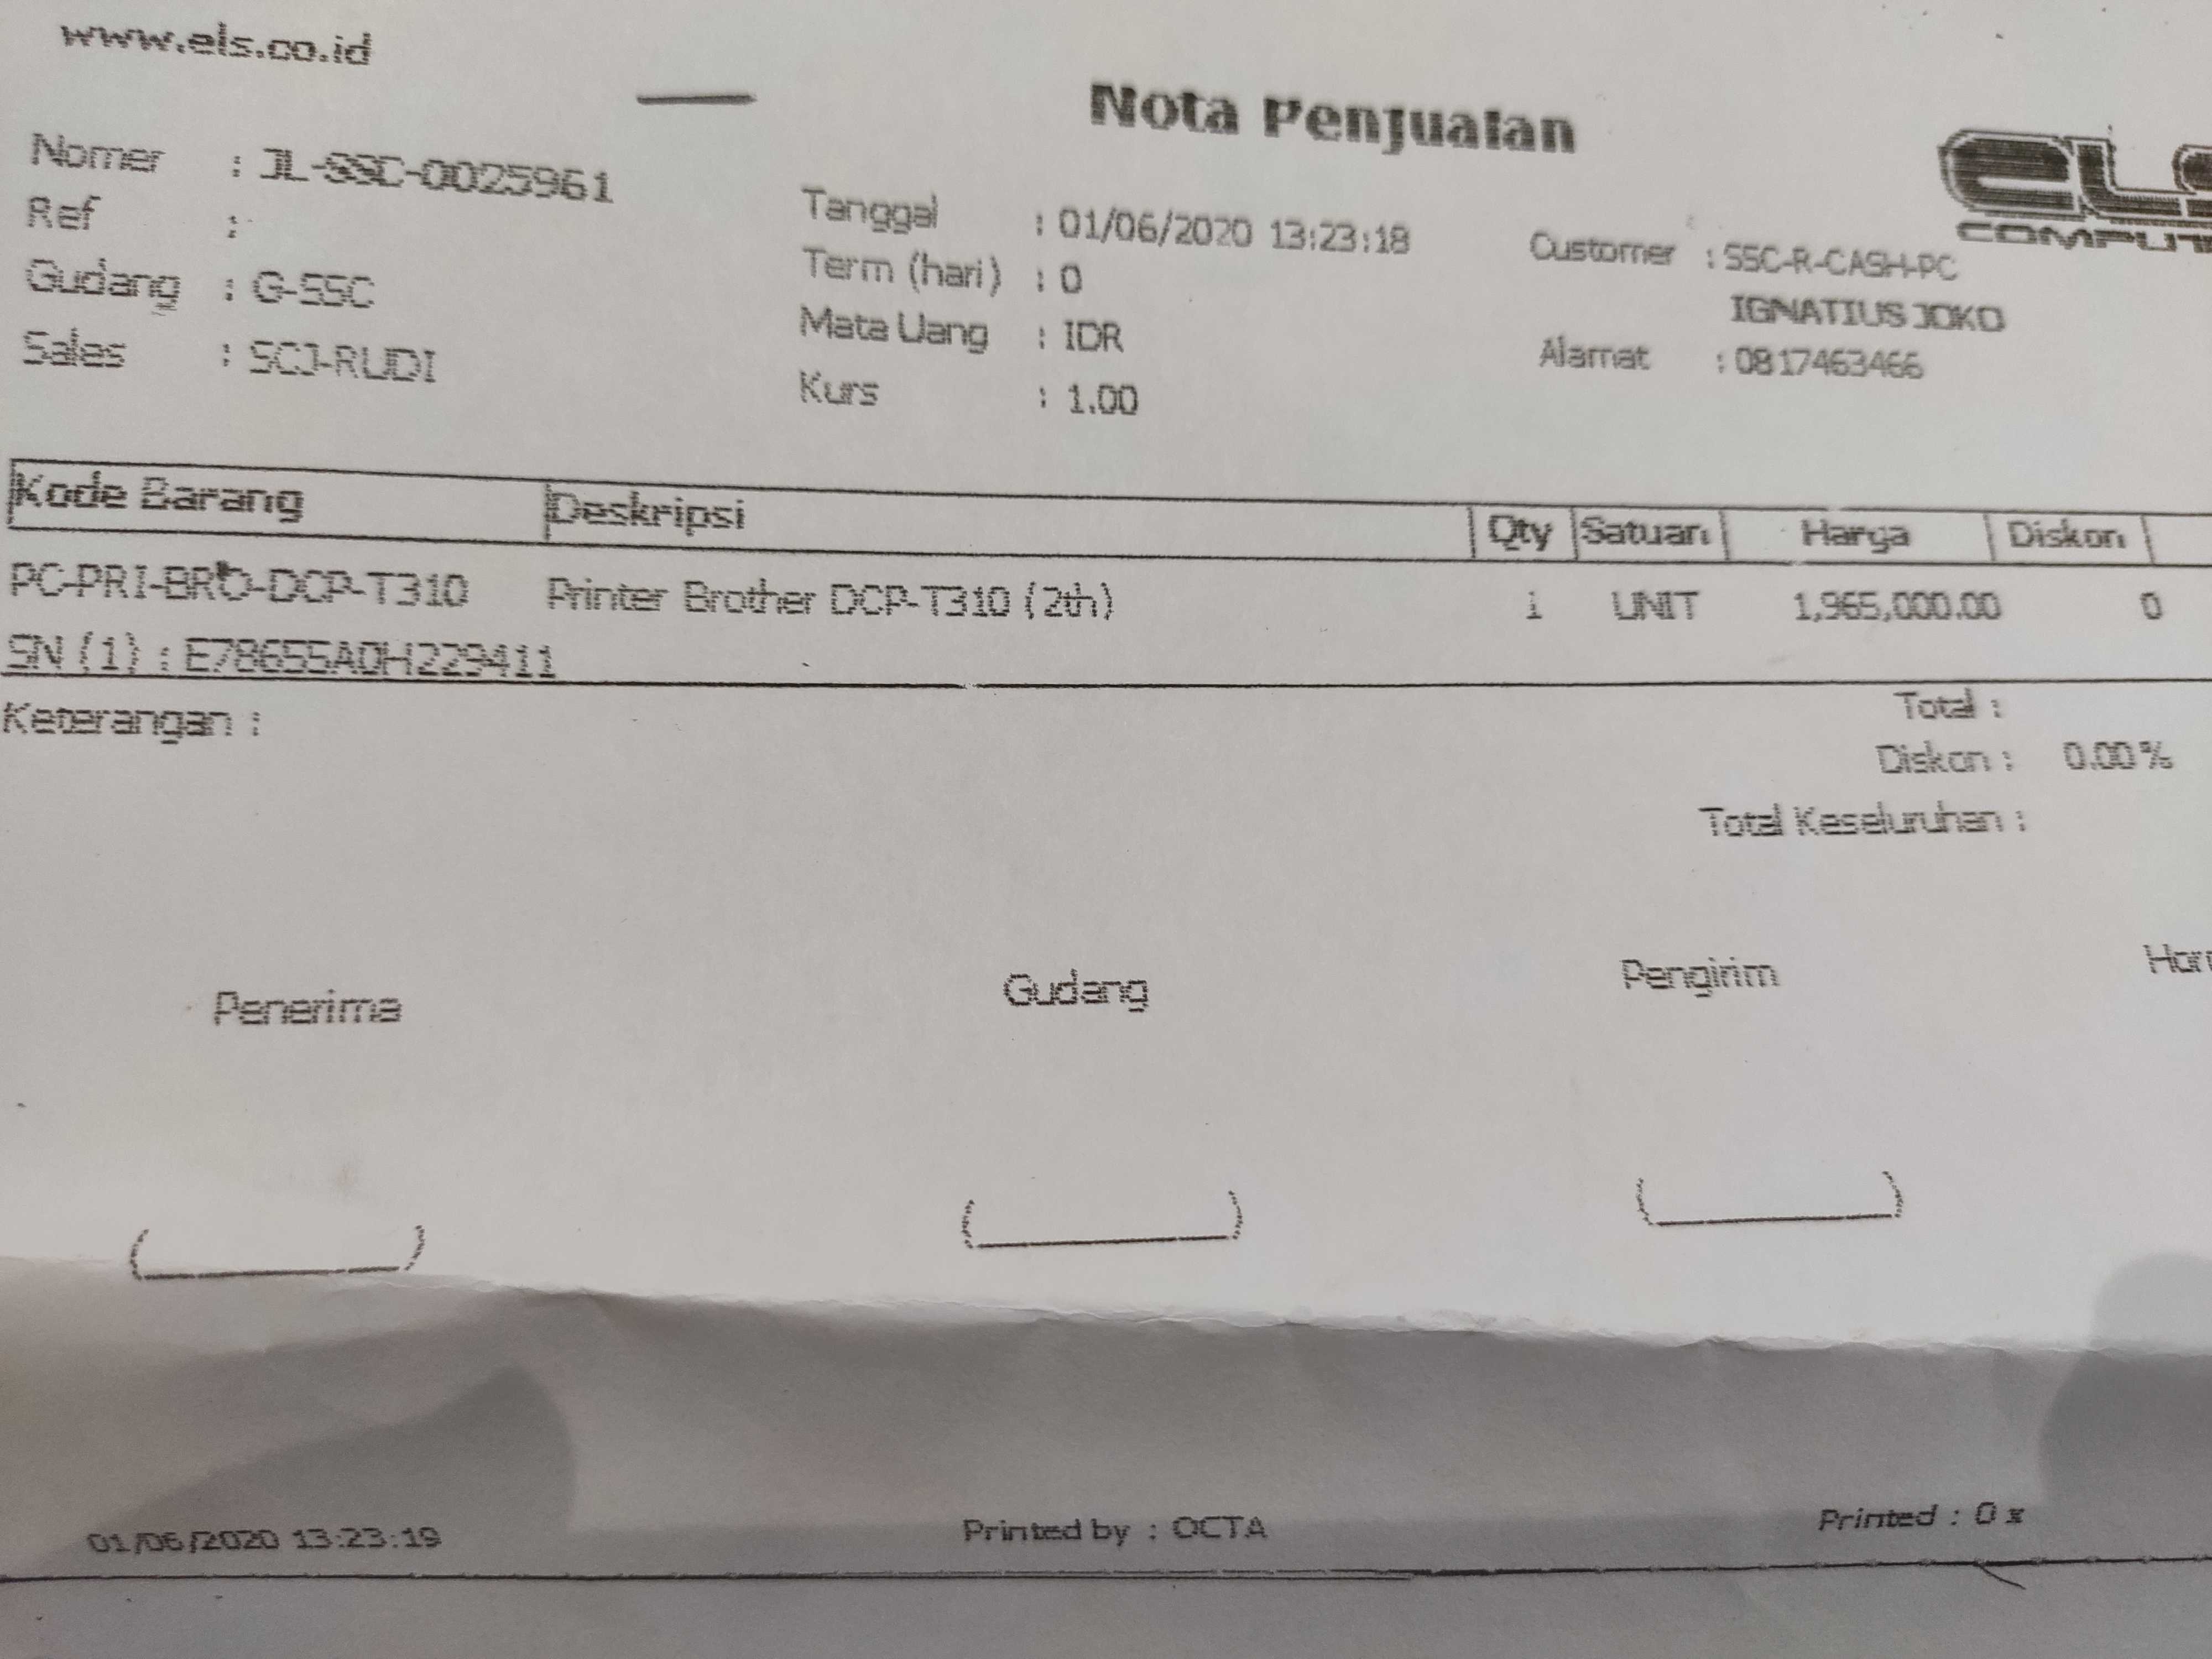 www.els.co.id
Nota Penjualan
Nomer : JL-SSC-0025961
Ref :
Gudang : G-SSC
Sales : SCJ-RUDI
Tanggal : 01/06/2020 13:23:18
Term (hari) : 0
Mata Uang : IDR
Kurs : 1.00
ELS
COMPUT
Customer : SSC-R-CASH-PC
IGNATIUS JOKO
Alamat : 0817463466
Kode Barang Deskripsi Qty Satuan Harga Diskon
PC-PRI-BRO-DCP-T310 Printer Brother DCP-T310 (2th) 1 UNIT 1,965,000.00 0
SN (1) : E78655A0H229411
Keterangan :
Total :
Diskon : 0.00%
Total Keseluruhan :
Penerima Gudang Pengirim Hor
01/06/2020 13:23:19 Printed by : OCTA Printed : 0 x